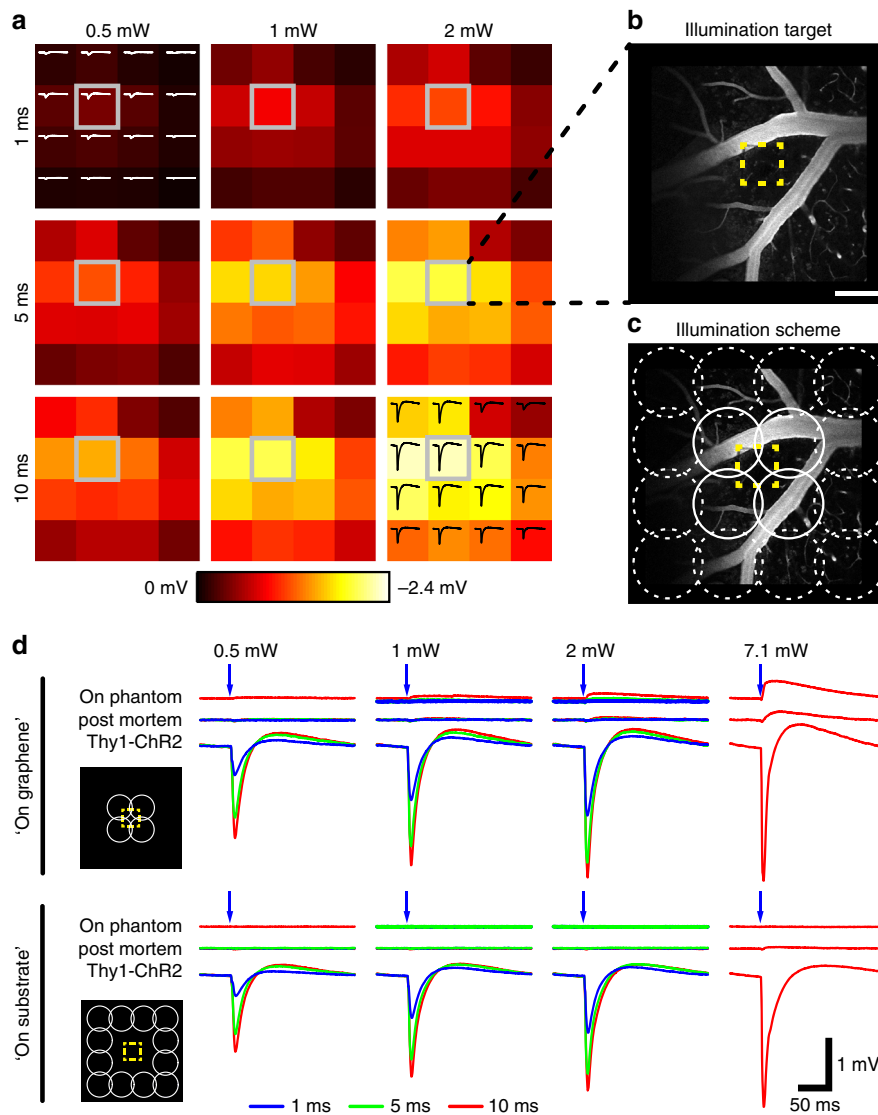 a
0.5 mW 1 mW 2 mW
1 ms
5 ms
10 ms
0 mV −2.4 mV
b
Illumination target
c
Illumination scheme
d
0.5 mW 1 mW 2 mW 7.1 mW
'On graphene'
On phantom
post mortem
Thy1-ChR2
'On substrate'
On phantom
post mortem
Thy1-ChR2
1 mV
50 ms
1 ms 5 ms 10 ms